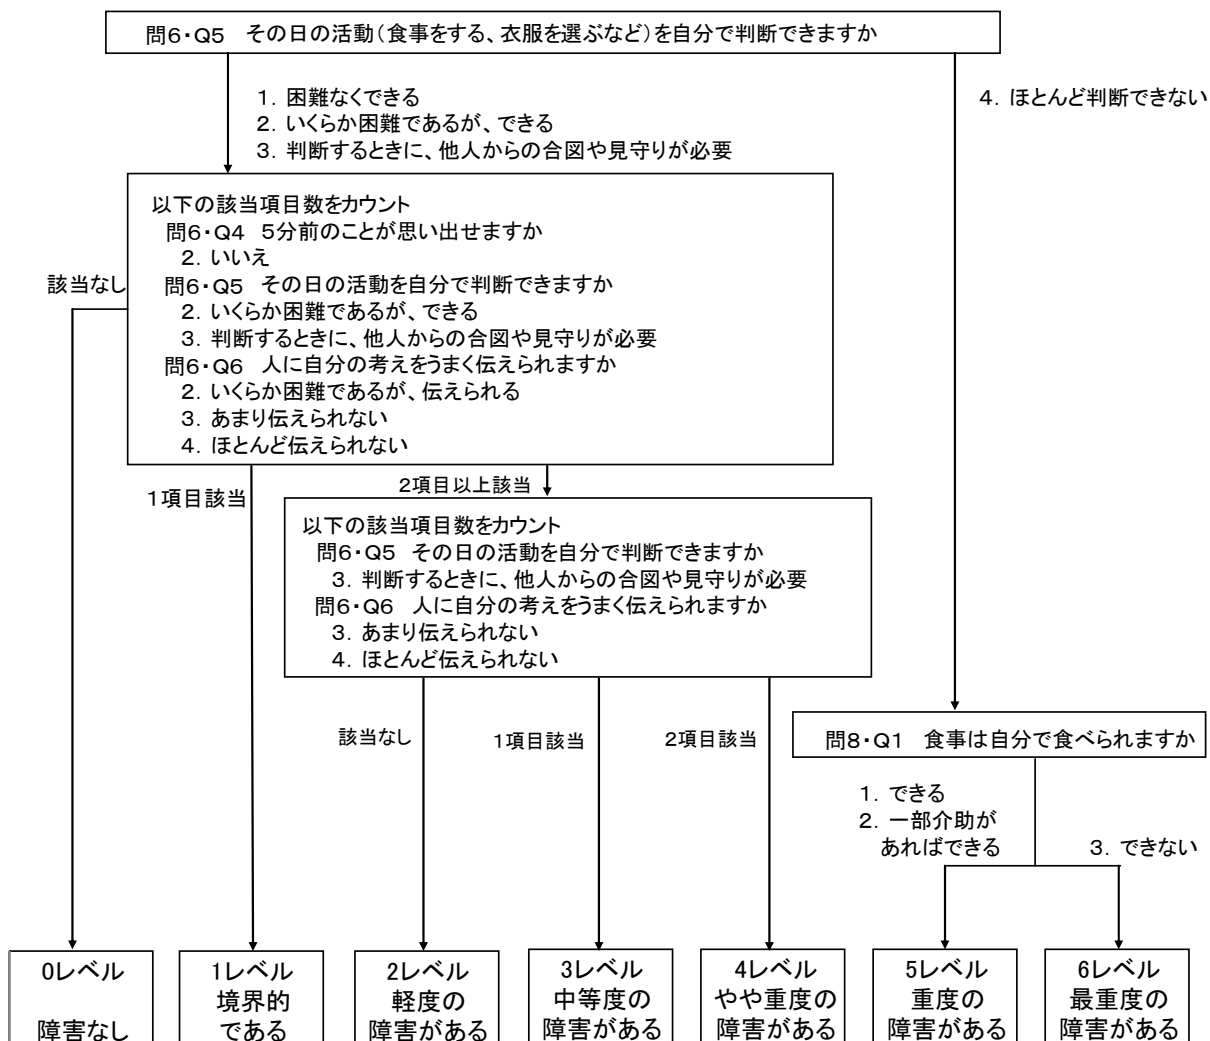 問6・Q5　その日の活動（食事をする、衣服を選ぶなど）を自分で判断できますか
1．困難なくできる
2．いくらか困難であるが、できる
3．判断するときに、他人からの合図や見守りが必要
4．ほとんど判断できない
以下の該当項目数をカウント
問6・Q4　5分前のことが思い出せますか
2．いいえ
問6・Q5　その日の活動を自分で判断できますか
2．いくらか困難であるが、できる
3．判断するときに、他人からの合図や見守りが必要
問6・Q6　人に自分の考えをうまく伝えられますか
2．いくらか困難であるが、伝えられる
3．あまり伝えられない
4．ほとんど伝えられない
該当なし
1項目該当
2項目以上該当
以下の該当項目数をカウント
問6・Q5　その日の活動を自分で判断できますか
3．判断するときに、他人からの合図や見守りが必要
問6・Q6　人に自分の考えをうまく伝えられますか
3．あまり伝えられない
4．ほとんど伝えられない
該当なし
1項目該当
2項目該当
問8・Q1　食事は自分で食べられますか
1．できる
2．一部介助が
あればできる
3．できない
0レベル
障害なし
1レベル
境界的
である
2レベル
軽度の
障害がある
3レベル
中等度の
障害がある
4レベル
やや重度の
障害がある
5レベル
重度の
障害がある
6レベル
最重度の
障害がある